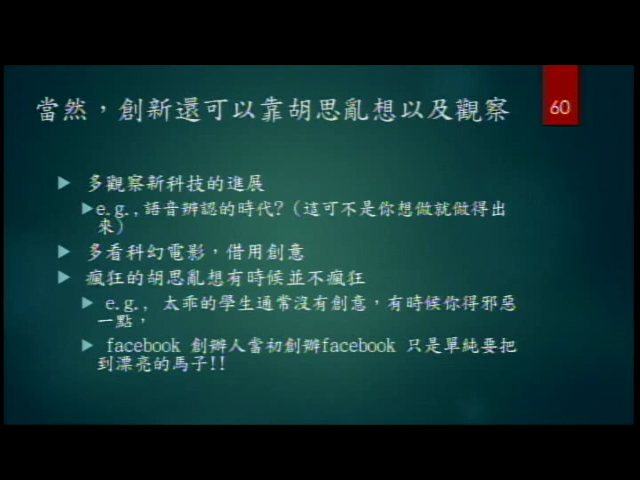 當然，創新還可以靠胡思亂想以及觀察
60
多觀察新科技的進展
e.g.,語音辨認的時代?（這可不是你想做就做得出
來）
多看科幻電影，借用創意
瘋狂的胡思亂想有時候並不瘋狂
e.g., 太乖的學生通常沒有創意，有時候你得邪惡
一點，
facebook 創辦人當初創辦facebook 只是單純要把
到漂亮的馬子!!